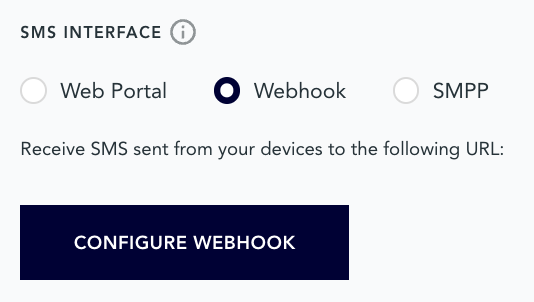 SMS INTERFACE
Web Portal Webhook SMPP
Receive SMS sent from your devices to the following URL:
CONFIGURE WEBHOOK